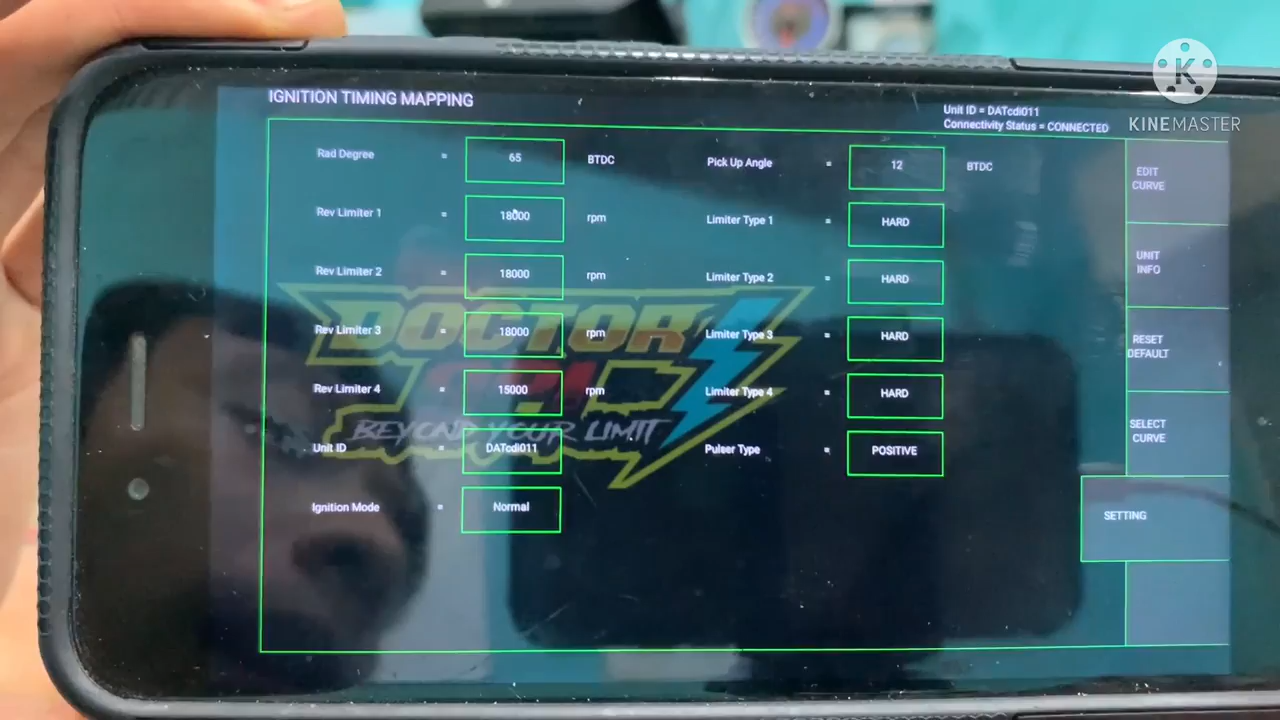 IGNITION TIMING MAPPING
Unit ID = DATcdi011
Connectivity Status = CONNECTED
KINEMASTER
Rad Degree = 65 BTDC Pick Up Angle = 12 BTDC
EDIT CURVE
Rev Limiter 1 = 18000 rpm Limiter Type 1 = HARD
UNIT INFO
Rev Limiter 2 = 18000 rpm Limiter Type 2 = HARD
DOCTOR
Rev Limiter 3 = 18000 rpm Limiter Type 3 = HARD
RESET DEFAULT
Rev Limiter 4 = 15000 rpm Limiter Type 4 = HARD
SELECT CURVE
BEYOND YOUR LIMIT
Unit ID = DATcdi011 Pulser Type = POSITIVE
Ignition Mode = Normal
SETTING